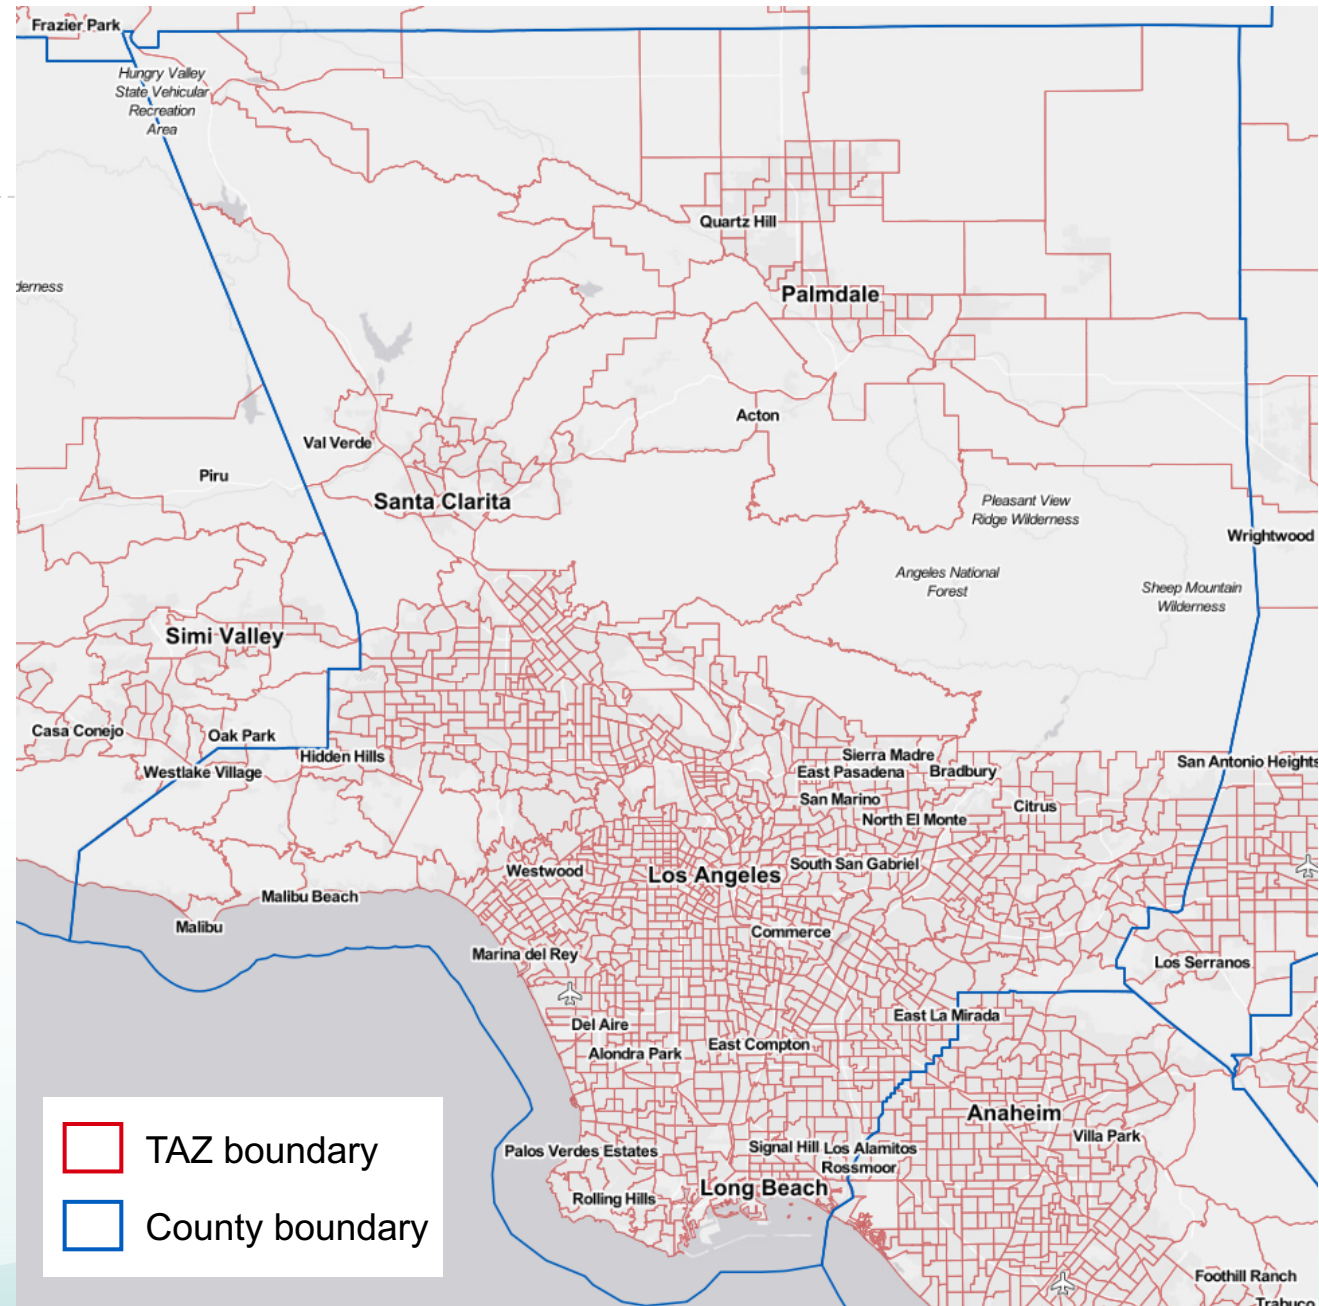 Frazier Park
Hungry Valley
State Vehicular
Recreation
Area
Quartz Hill
derness
Palmdale
Acton
Val Verde
Piru
Santa Clarita
Pleasant View
Ridge Wilderness
Wrightwood
Angeles National
Forest
Sheep Mountain
Wilderness
Simi Valley
Casa Conejo
Oak Park
Hidden Hills
Westlake Village
Sierra Madre
San Antonio Heights
East Pasadena
Bradbury
San Marino
Citrus
North El Monte
South San Gabriel
Westwood
Los Angeles
Malibu Beach
Malibu
Commerce
Marina del Rey
Los Serranos
East La Mirada
Del Aire
East Compton
Alondra Park
Anaheim
Villa Park
Palos Verdes Estates
Signal Hill
Los Alamitos
Rossmoor
Long Beach
Rolling Hills
TAZ boundary
County boundary
Foothill Ranch
Trabuco